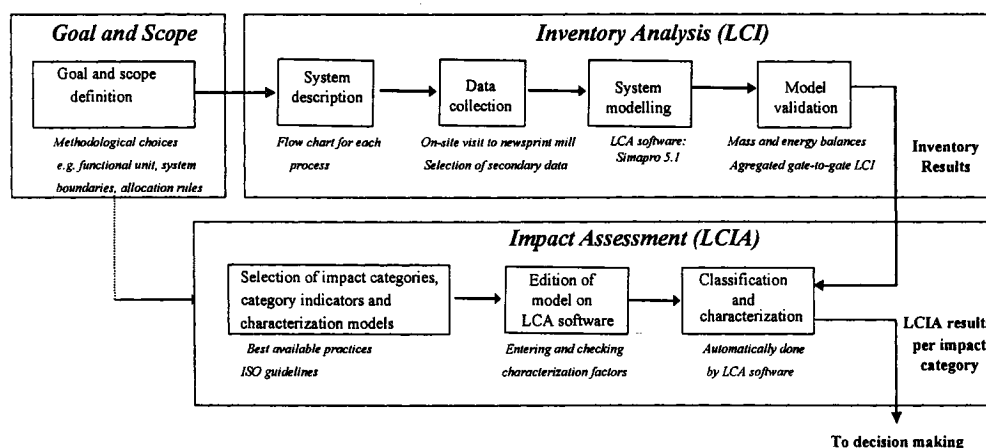 Goal and Scope
Goal and scope
definition
Methodological choices
e.g. functional unit, system
boundaries, allocation rules
Inventory Analysis (LCI)
System
description
Flow chart for each
process
Data
collection
On-site visit to newsprint mill
Selection of secondary data
System
modelling
LCA software:
Simapro 5.1
Model
validation
Mass and energy balances
Agregated gate-to-gate LCI
Inventory
Results
Impact Assessment (LCIA)
Selection of impact categories,
category indicators and
characterization models
Best available practices
ISO guidelines
Edition of
model on
LCA software
Entering and checking
characterization factors
Classification
and
characterization
Automatically done
by LCA software
LCIA results
per impact
category
To decision making